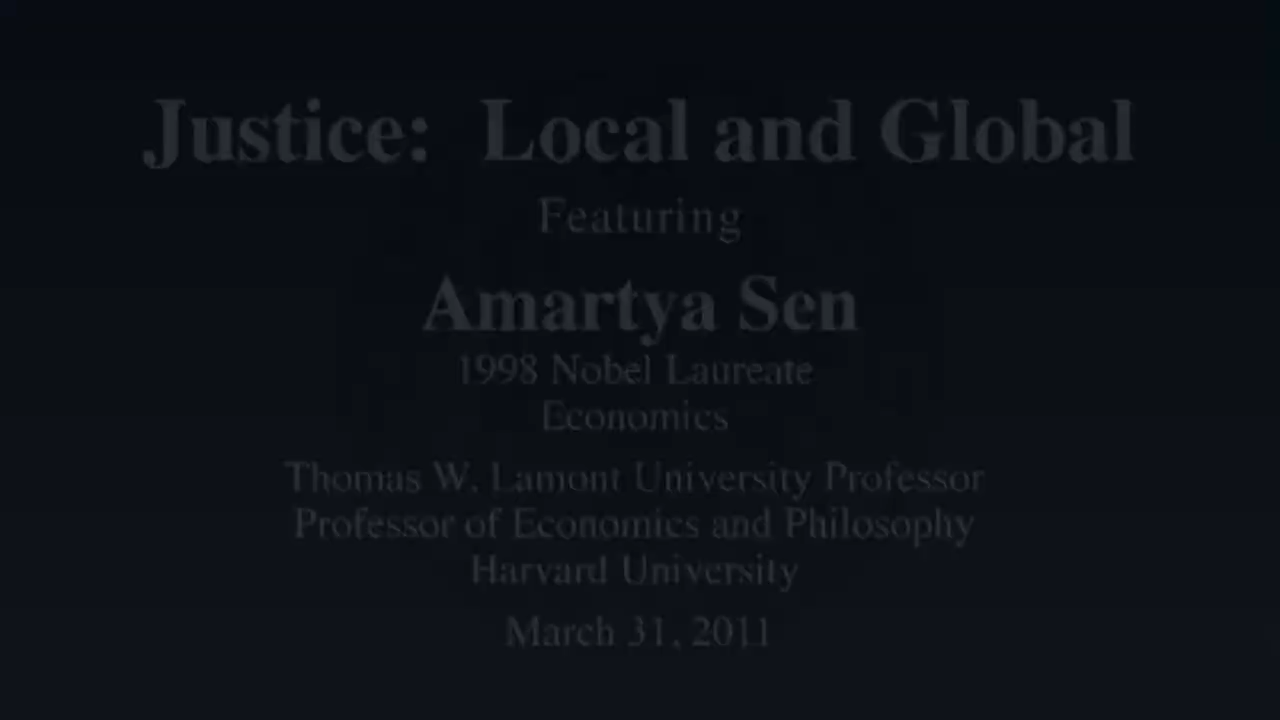 Justice: Local and Global
Featuring
Amartya Sen
1998 Nobel Laureate
Economics
Thomas W. Lamont University Professor
Professor of Economics and Philosophy
Harvard University
March 31, 2011